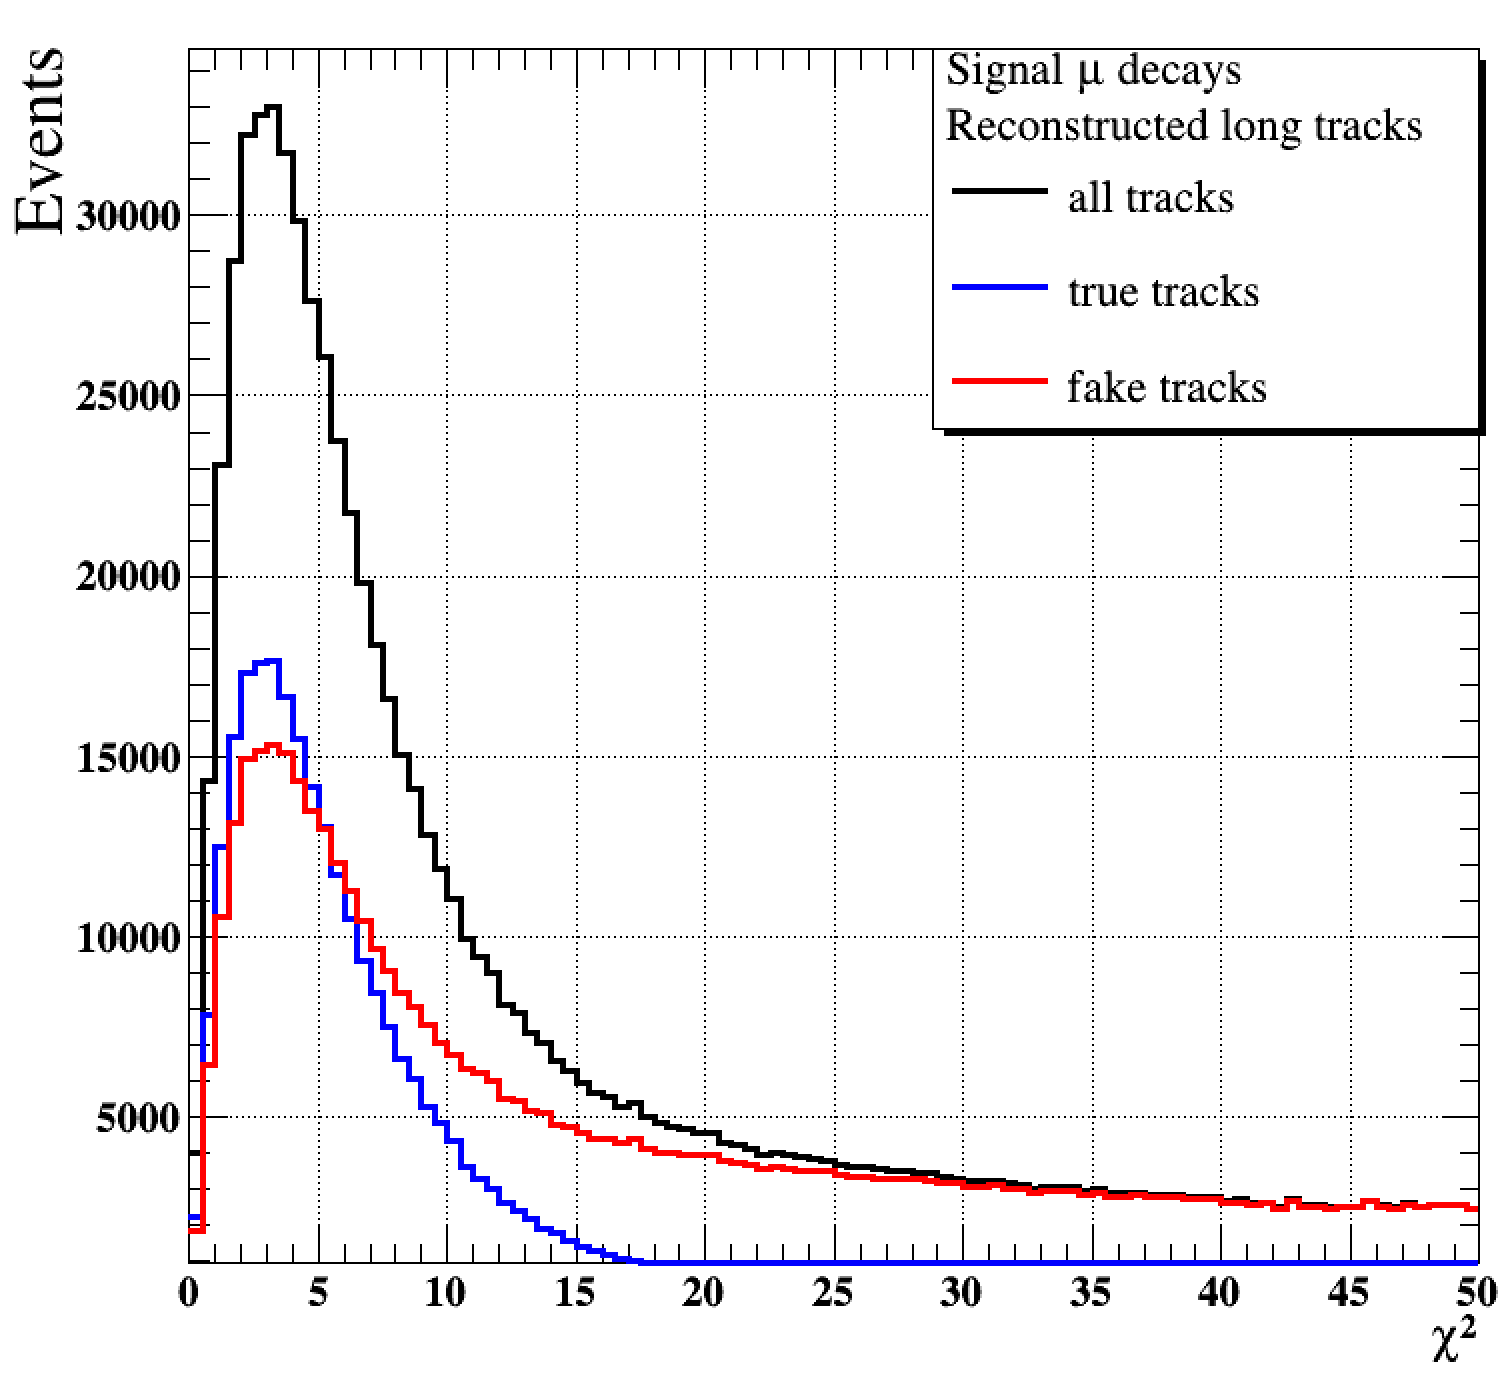 Events
30000
25000
20000
15000
10000
5000
Signal μ decays
Reconstructed long tracks
all tracks
true tracks
fake tracks
0 5 10 15 20 25 30 35 40 45 50
χ²